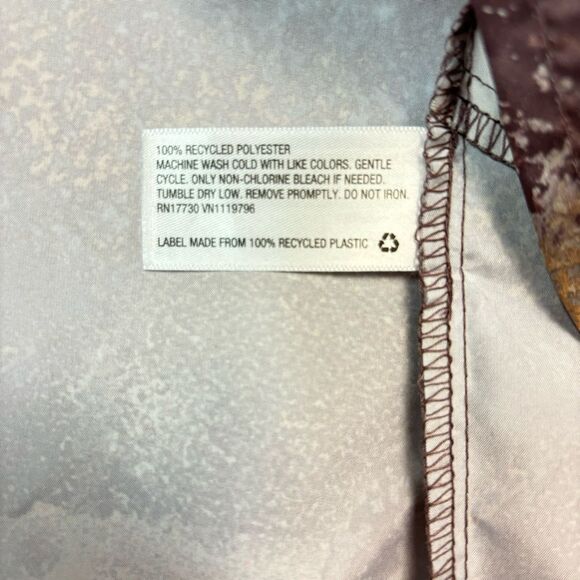 100% RECYCLED POLYESTER
MACHINE WASH COLD WITH LIKE COLORS. GENTLE
CYCLE. ONLY NON-CHLORINE BLEACH IF NEEDED.
TUMBLE DRY LOW. REMOVE PROMPTLY. DO NOT IRON.
RN17730 VN1119796
LABEL MADE FROM 100% RECYCLED PLASTIC